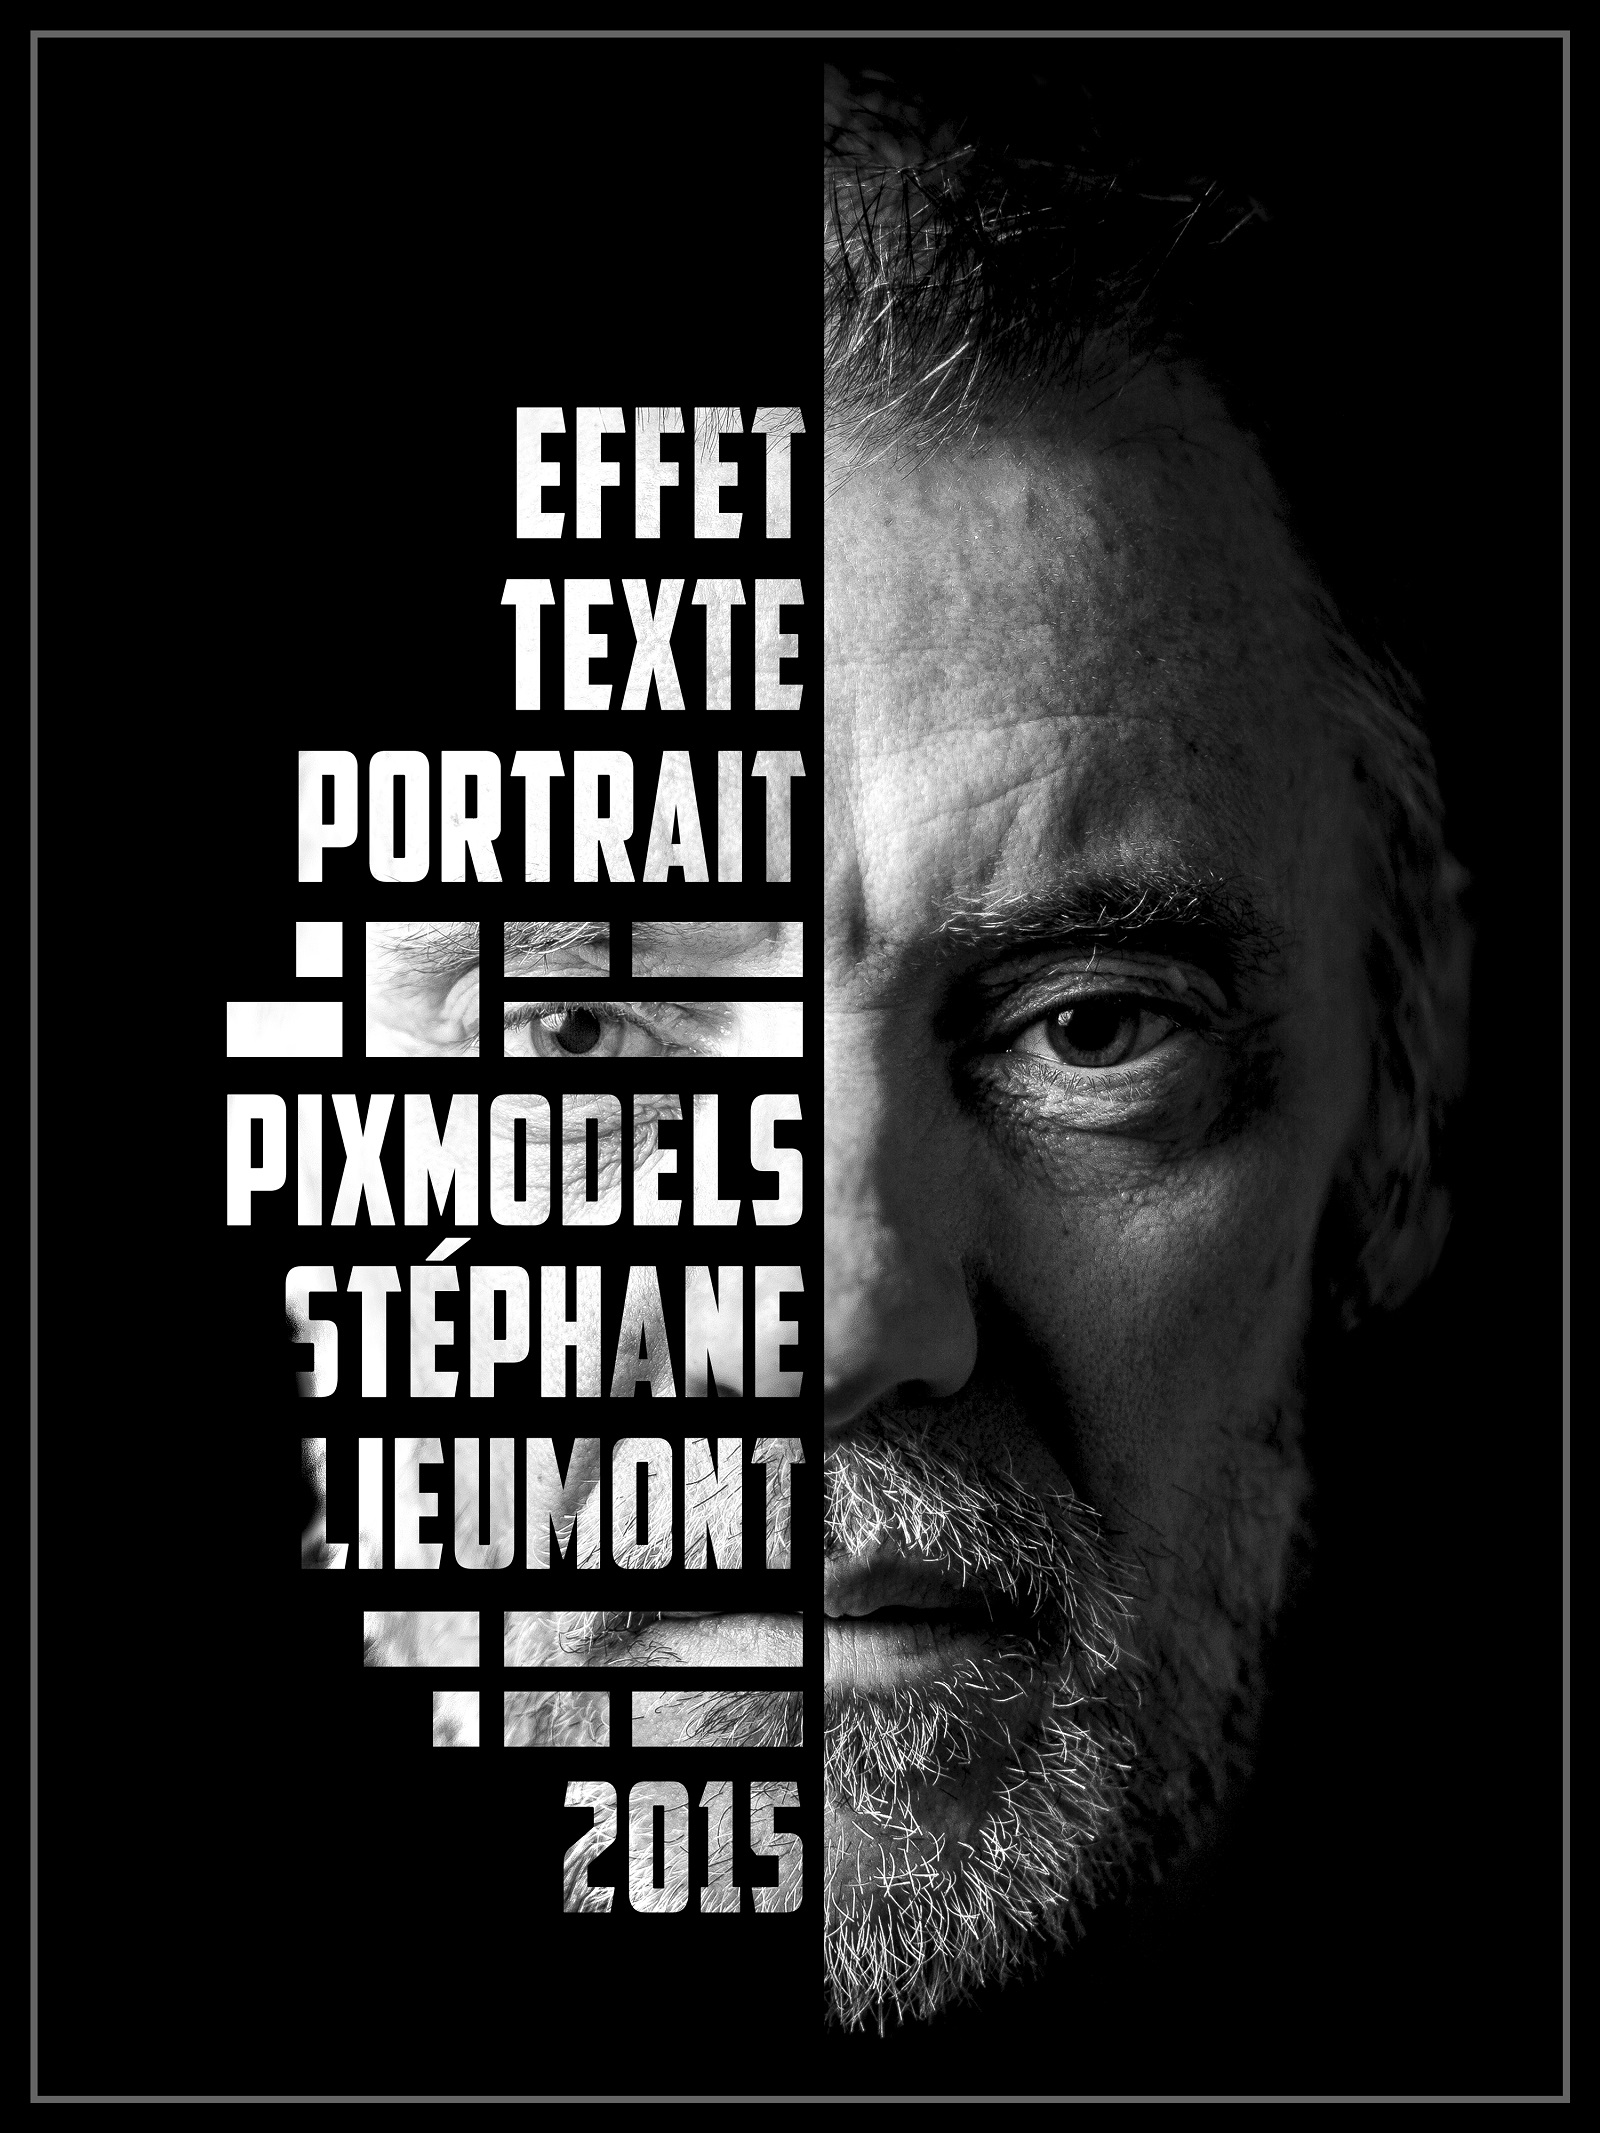 EFFET
TEXTE
PORTRAIT
PIXMODELS
STÉPHANE
LIEUMONT
2015